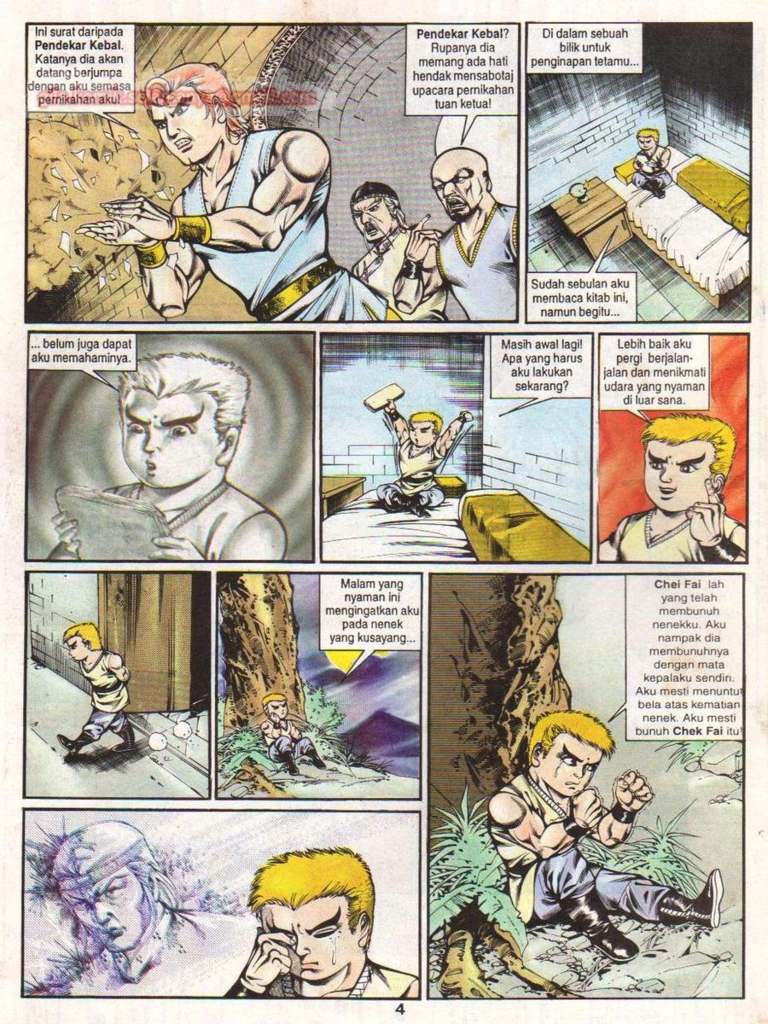 Ini surat daripada
Pendekar Kebal.
Katanya dia akan
datang berjumpa
dengan aku semasa
pernikahan aku!
Pendekar Kebal?
Rupanya dia
memang ada hati
hendak mensabotaj
upacara pernikahan
tuan ketua!
Di dalam sebuah
bilik untuk
penginapan tetamu...
Sudah sebulan aku
membaca kitab ini,
namun begitu...
... belum juga dapat
aku memahaminya.
Masih awal lagi!
Apa yang harus
aku lakukan
sekarang?
Lebih baik aku
pergi berjalan-
jalan dan menikmati
udara yang nyaman
di luar sana.
Malam yang
nyaman ini
mengingatkan aku
pada nenek
yang kusayang...
Chei Fai lah
yang telah
membunuh
nenekku. Aku
nampak dia
membunuhnya
dengan mata
kepalaku sendiri.
Aku mesti menuntut
bela atas kematian
nenek. Aku mesti
bunuh Chek Fai itu
4